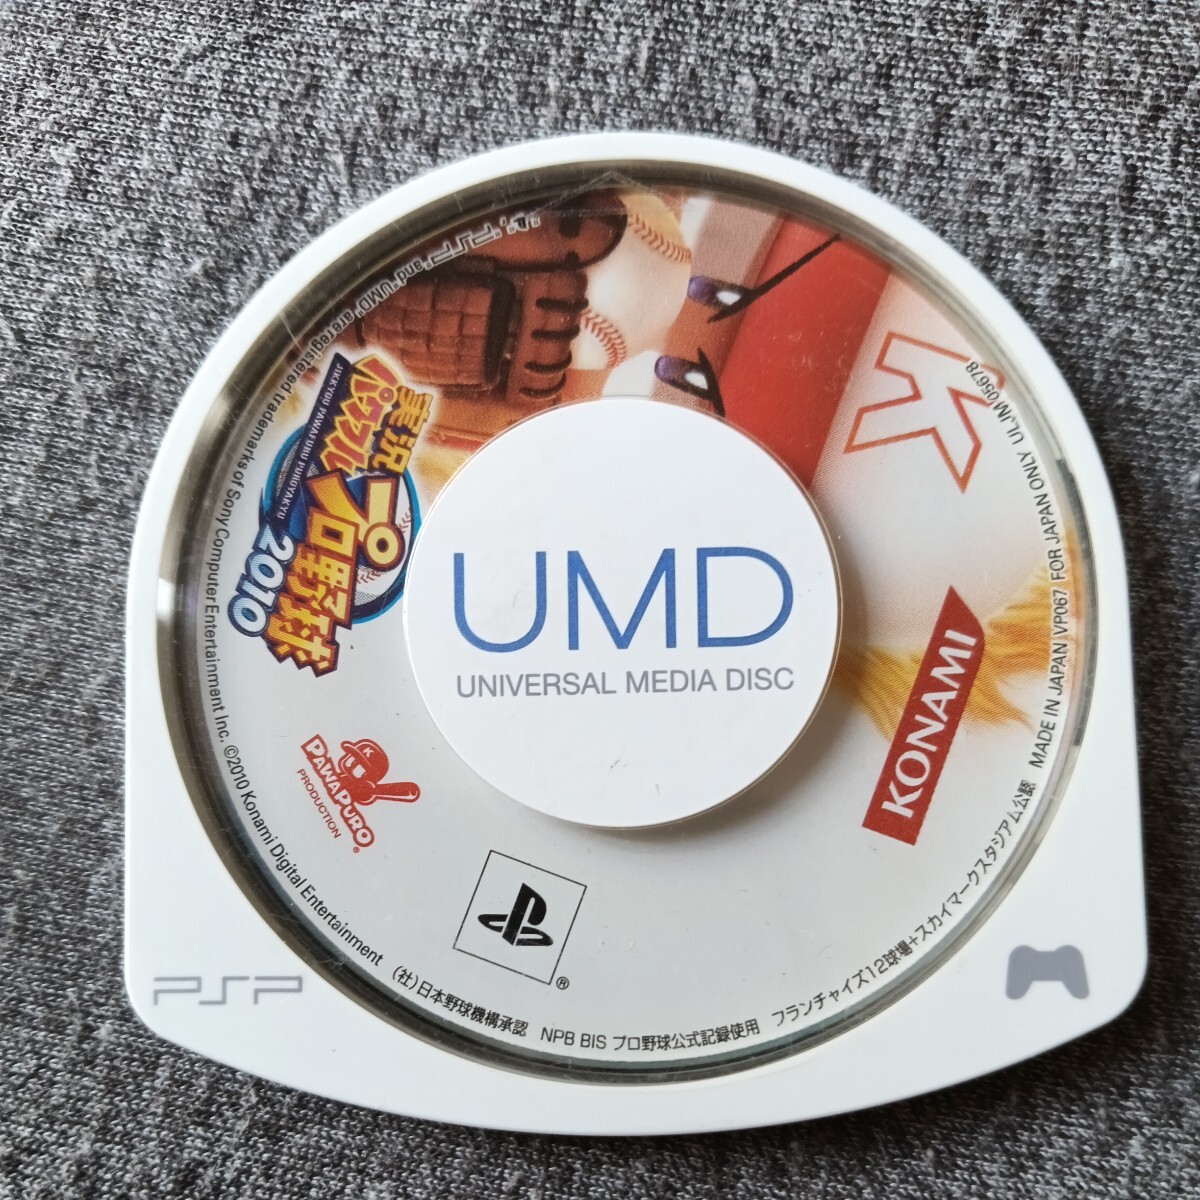 "PSP" and "UMD" are registered trademarks of Sony Computer Entertainment Inc. ©2010 Konami Digital Entertainment
(社)日本野球機構承認 NPB BIS プロ野球公式記録使用 フランチャイズ12球場+スカイマークスタジアム公認
MADE IN JAPAN VP067 FOR JAPAN ONLY ULJM 05678
K
実況
パワフル
JIKKYOU PAWAFURU PUROYAKYU
プロ野球
2010
UMD
UNIVERSAL MEDIA DISC
KONAMI
K
PAWAPURO
PRODUCTION
®
®
PSP